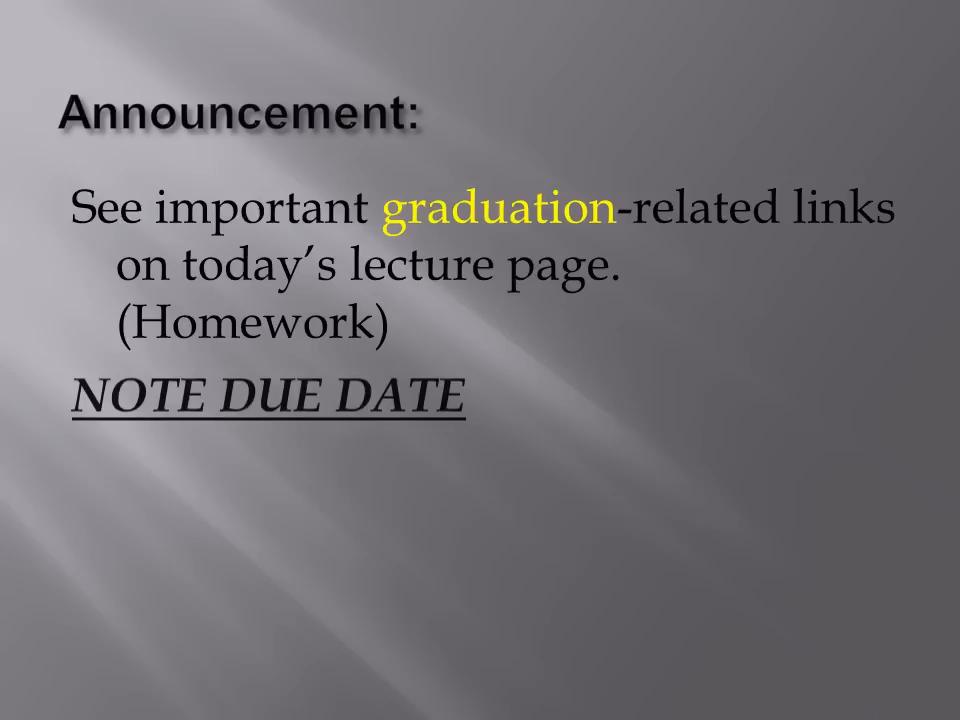 Announcement:
See important graduation-related links
on today’s lecture page.
(Homework)
NOTE DUE DATE